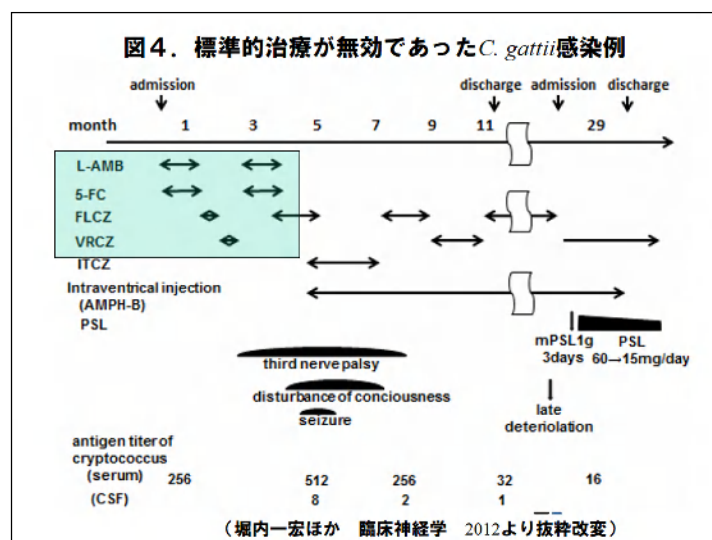 図４．標準的治療が無効であったC. gattii感染例
admission discharge admission discharge
month 1 3 5 7 9 11 29
L-AMB
5-FC
FLCZ
VRCZ
ITCZ
Intraventrical injection
(AMPH-B)
PSL
mPSL1g PSL
3days 60→15mg/day
third nerve palsy
disturbance of conciousness
seizure
late
deteriolation
antigen titer of
cryptococcus
(serum) 256 512 256 32 16
(CSF) 8 2 1
（堀内一宏ほか　臨床神経学　2012より抜粋改変）